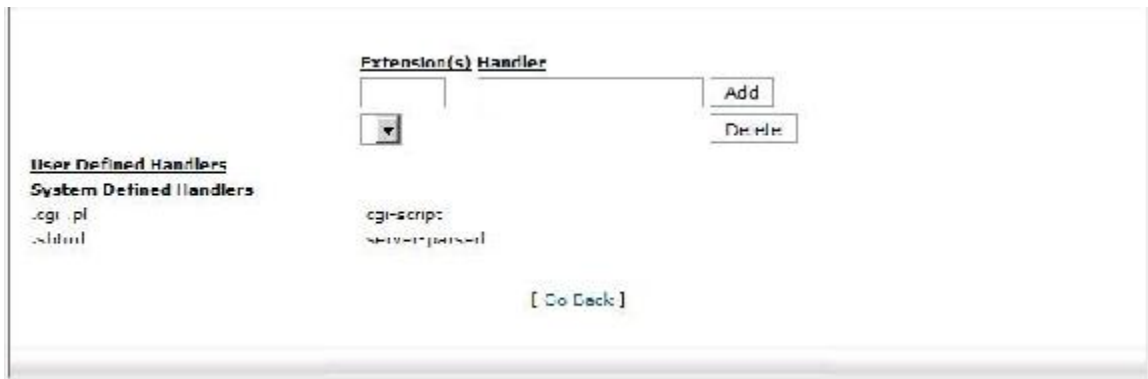 Extension(s) Handler
Add
Delete
User Defined Handlers
System Defined Handlers
.cgi .pl cgi-script
.shtml server-parsed
[ Go Back ]